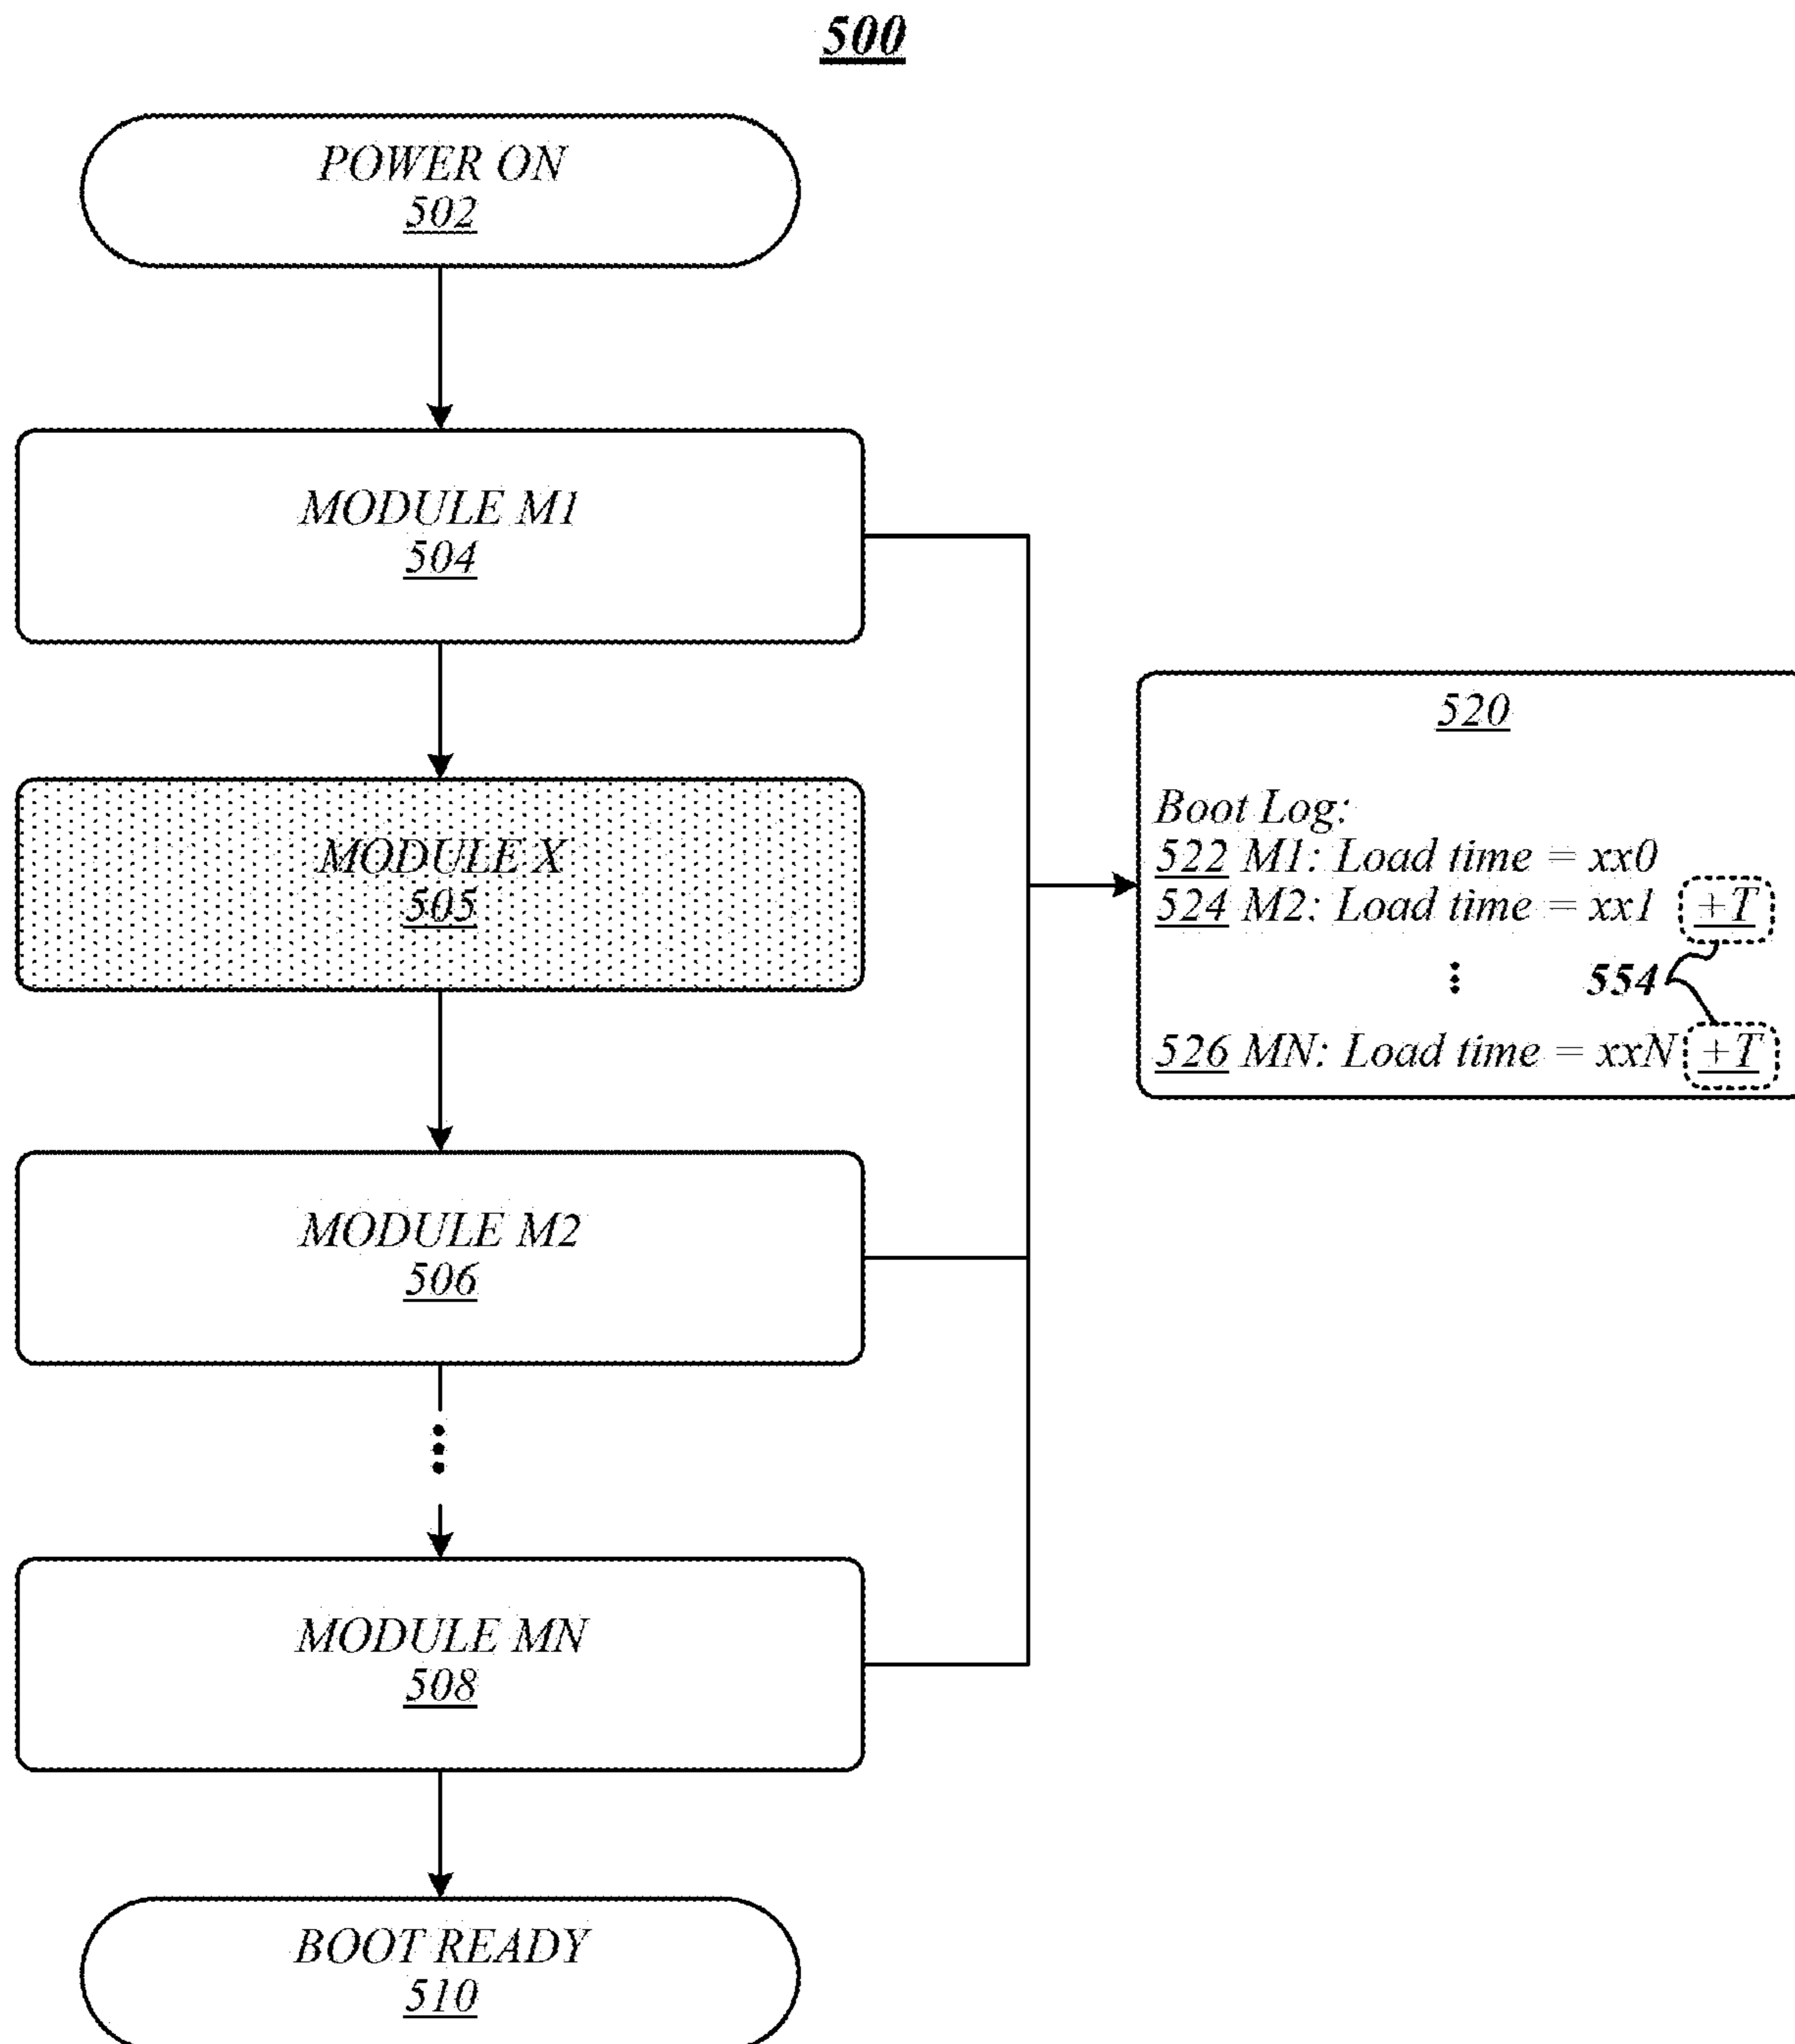 500
POWER ON
502
MODULE M1
504
MODULE X
505
MODULE M2
506
MODULE MN
508
BOOT READY
510
520
Boot Log:
522 M1: Load time = xx0
524 M2: Load time = xx1 +T
554
526 MN: Load time = xxN +T